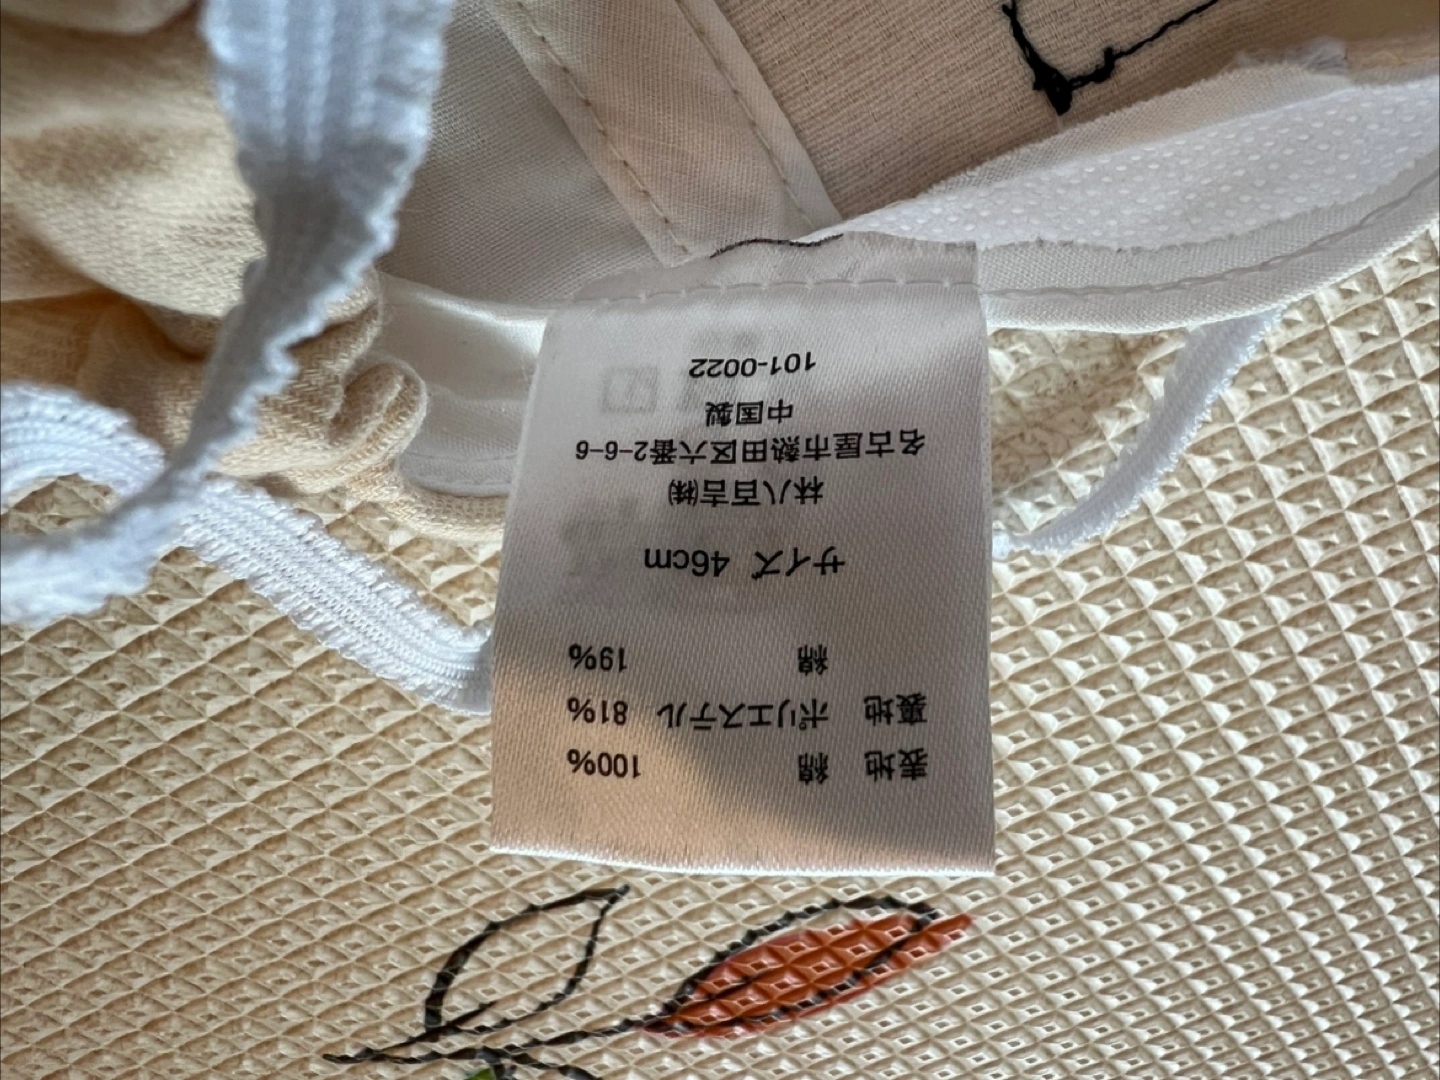 表地 綿 100%
裏地 ポリエステル 81%
綿 19%
サイズ 46cm
林八百吉㈱
名古屋市熱田区六番2-6-6
中国製
101-0022